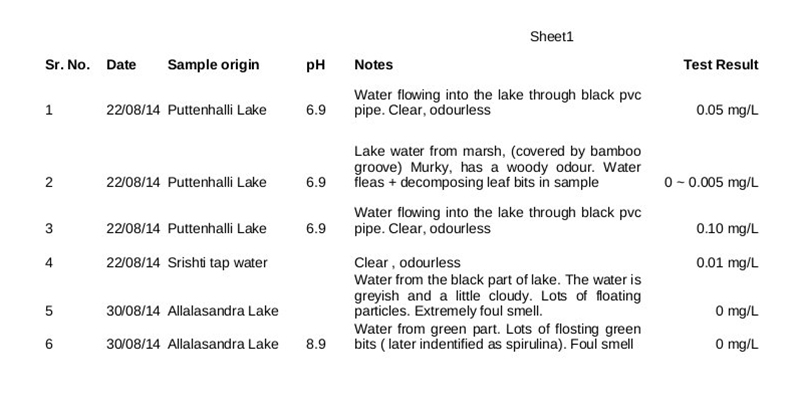 Sheet1
Sr. No. Date Sample origin pH Notes Test Result
Water flowing into the lake through black pvc
1 22/08/14 Puttenhalli Lake 6.9 pipe. Clear, odourless 0.05 mg/L
Lake water from marsh, (covered by bamboo
groove) Murky, has a woody odour. Water
2 22/08/14 Puttenhalli Lake 6.9 fleas + decomposing leaf bits in sample 0 ~ 0.005 mg/L
Water flowing into the lake through black pvc
3 22/08/14 Puttenhalli Lake 6.9 pipe. Clear, odourless 0.10 mg/L
4 22/08/14 Srishti tap water Clear , odourless 0.01 mg/L
Water from the black part of lake. The water is
greyish and a little cloudy. Lots of floating
5 30/08/14 Allalasandra Lake particles. Extremely foul smell. 0 mg/L
Water from green part. Lots of flosting green
6 30/08/14 Allalasandra Lake 8.9 bits ( later indentified as spirulina). Foul smell 0 mg/L